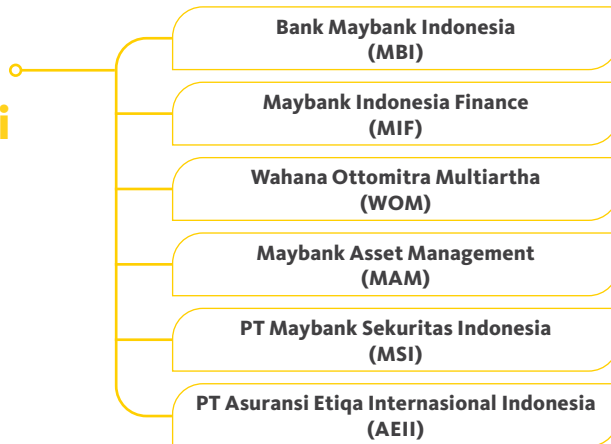 i
Bank Maybank Indonesia
(MBI)
Maybank Indonesia Finance
(MIF)
Wahana Ottomitra Multiartha
(WOM)
Maybank Asset Management
(MAM)
PT Maybank Sekuritas Indonesia
(MSI)
PT Asuransi Etiqa Internasional Indonesia
(AEII)